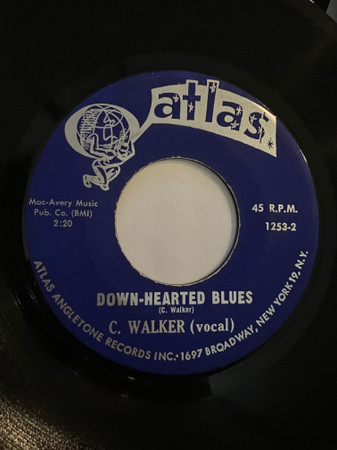 atlas
Mac-Avery Music
Pub. Co. (BMI)
2:20
45 R.P.M.
1253-2
DOWN-HEARTED BLUES
(C. Walker)
C. WALKER (vocal)
ATLAS ANGLETONE RECORDS INC. • 1697 BROADWAY, NEW YORK 19, N.Y.